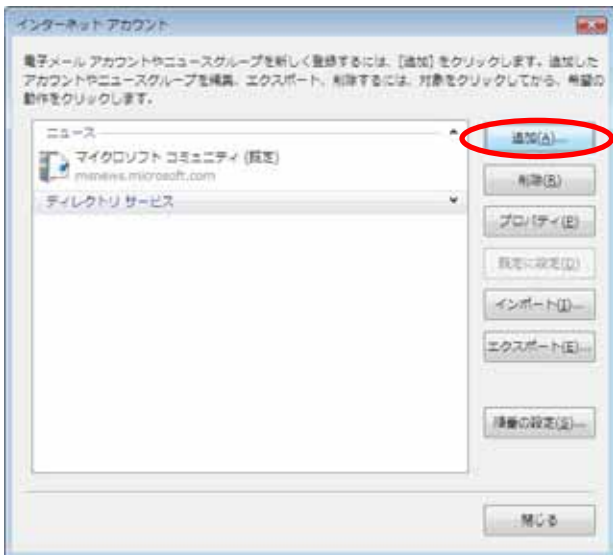 インターネット アカウント
電子メール アカウントやニュースグループを新しく登録するには、[追加] をクリックします。追加した
アカウントやニュースグループを編集、エクスポート、削除するには、対象をクリックしてから、希望の
動作をクリックします。
ニュース
マイクロソフト コミュニティ (既定)
msnews.microsoft.com
ディレクトリ サービス
追加(A)...
削除(R)
プロパティ(P)
既定に設定(D)
インポート(I)...
エクスポート(E)...
順番の設定(S)...
閉じる